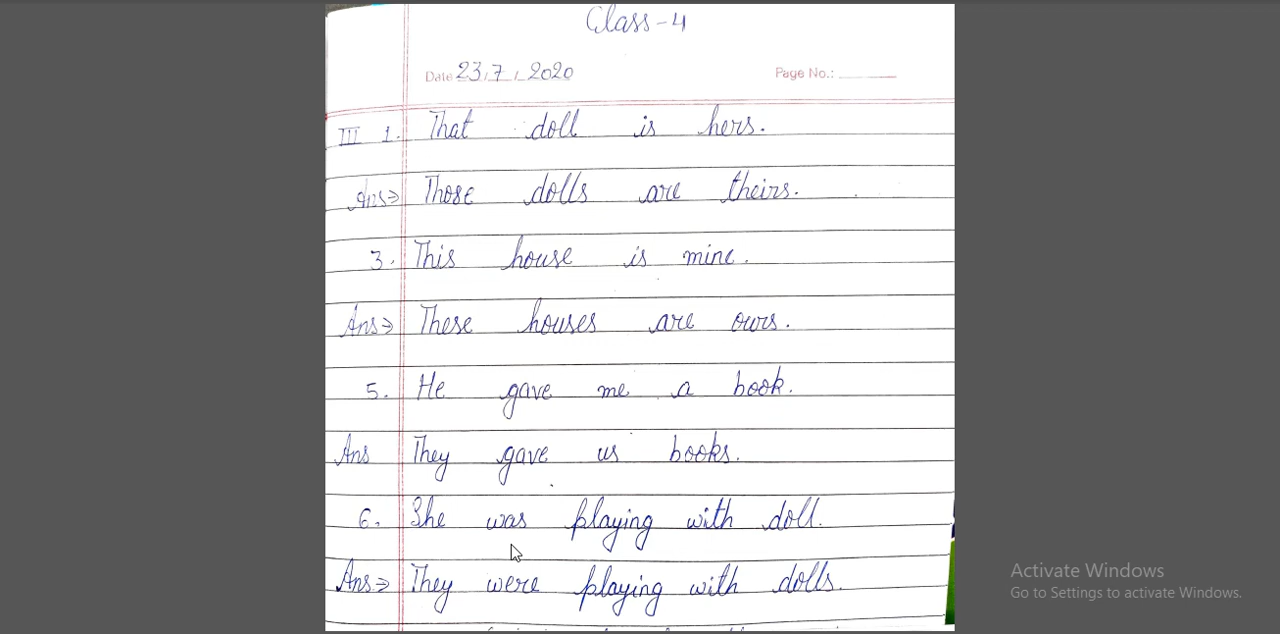 Class-4
Date 23/7/2020 Page No.:
III 1. That doll is hers.
Ans⇒ Those dolls are theirs.
3. This house is mine.
Ans⇒ These houses are ours.
5. He gave me a book.
Ans They gave us books.
6. She was playing with doll.
Ans⇒ They were playing with dolls.
Activate Windows
Go to Settings to activate Windows.